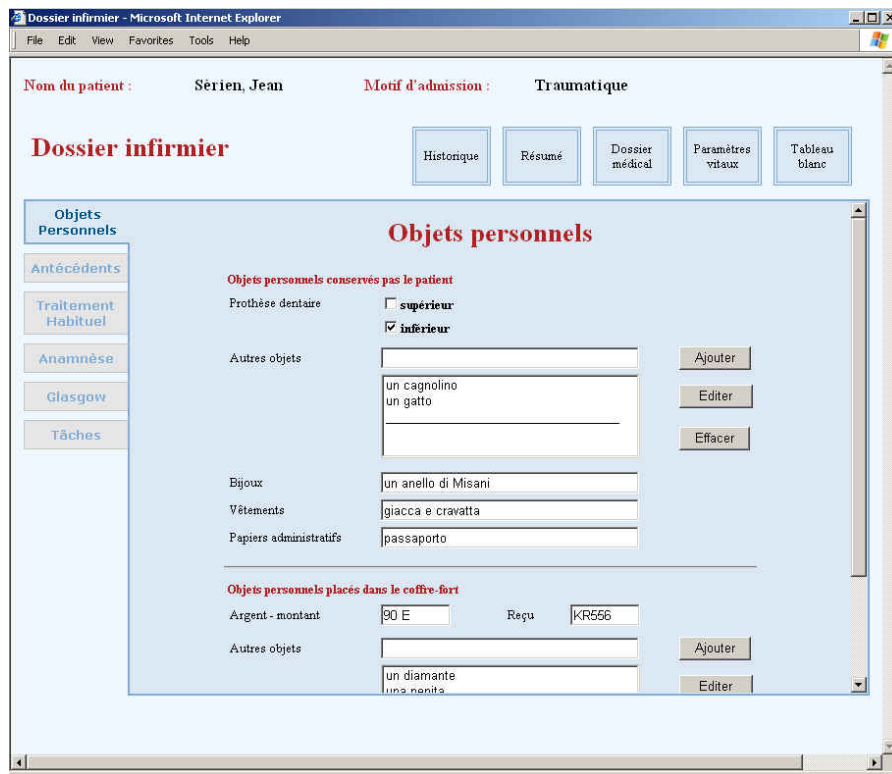 Dossier infirmier - Microsoft Internet Explorer
File Edit View Favorites Tools Help
Nom du patient : Sèrien, Jean Motif d'admission : Traumatique
Dossier infirmier
Historique
Résumé
Dossier
médical
Paramètres
vitaux
Tableau
blanc
Objets
Personnels
Antécédents
Traitement
Habituel
Anamnèse
Glasgow
Tâches
Objets personnels
Objets personnels conservés pas le patient
Prothèse dentaire supérieur
inférieur
Autres objets Ajouter
un cagnolino
un gatto
Editer
Effacer
Bijoux un anello di Misani
Vêtements giacca e cravatta
Papiers administratifs passaporto
Objets personnels placés dans le coffre-fort
Argent - montant 90 E Reçu KR556
Autres objets Ajouter
un diamante
una pepita
Editer